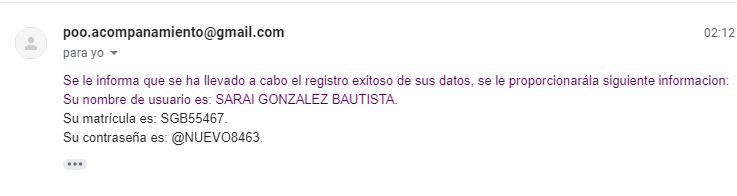 poo.acompanamiento@gmail.com 02:12
para yo
Se le informa que se ha llevado a cabo el registro exitoso de sus datos, se le proporcionarála siguiente informacion:
Su nombre de usuario es: SARAI GONZALEZ BAUTISTA.
Su matrícula es: SGB55467.
Su contraseña es: @NUEVO8463.